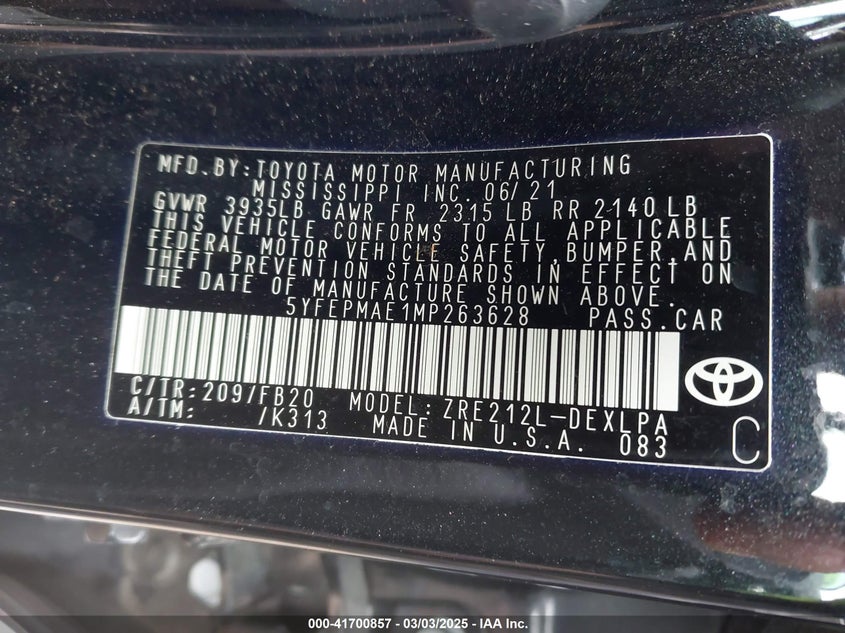 MFD. BY: TOYOTA MOTOR MANUFACTURING
MISSISSIPPI INC. 06/21
GVWR 3935LB GAWR FR 2315 LB RR 2140 LB
THIS VEHICLE CONFORMS TO ALL APPLICABLE
FEDERAL MOTOR VEHICLE SAFETY, BUMPER, AND
THEFT PREVENTION STANDARDS IN EFFECT ON
THE DATE OF MANUFACTURE SHOWN ABOVE.
5YFEPMAE1MP263628 PASS. CAR
C/TR: 209/FB20 MODEL: ZRE212L-DEXLPA
A/TM: /K313 MADE IN U.S.A. 083
C
000-41700857 — 03/03/2025 — IAA Inc.